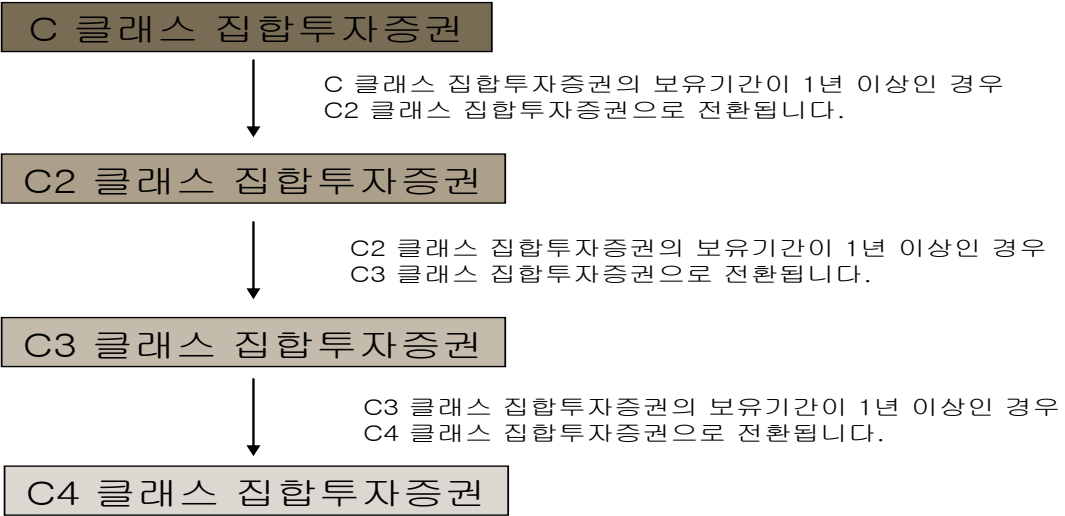 C 클래스 집합투자증권
C 클래스 집합투자증권의 보유기간이 1년 이상인 경우
C2 클래스 집합투자증권으로 전환됩니다.
C2 클래스 집합투자증권
C2 클래스 집합투자증권의 보유기간이 1년 이상인 경우
C3 클래스 집합투자증권으로 전환됩니다.
C3 클래스 집합투자증권
C3 클래스 집합투자증권의 보유기간이 1년 이상인 경우
C4 클래스 집합투자증권으로 전환됩니다.
C4 클래스 집합투자증권